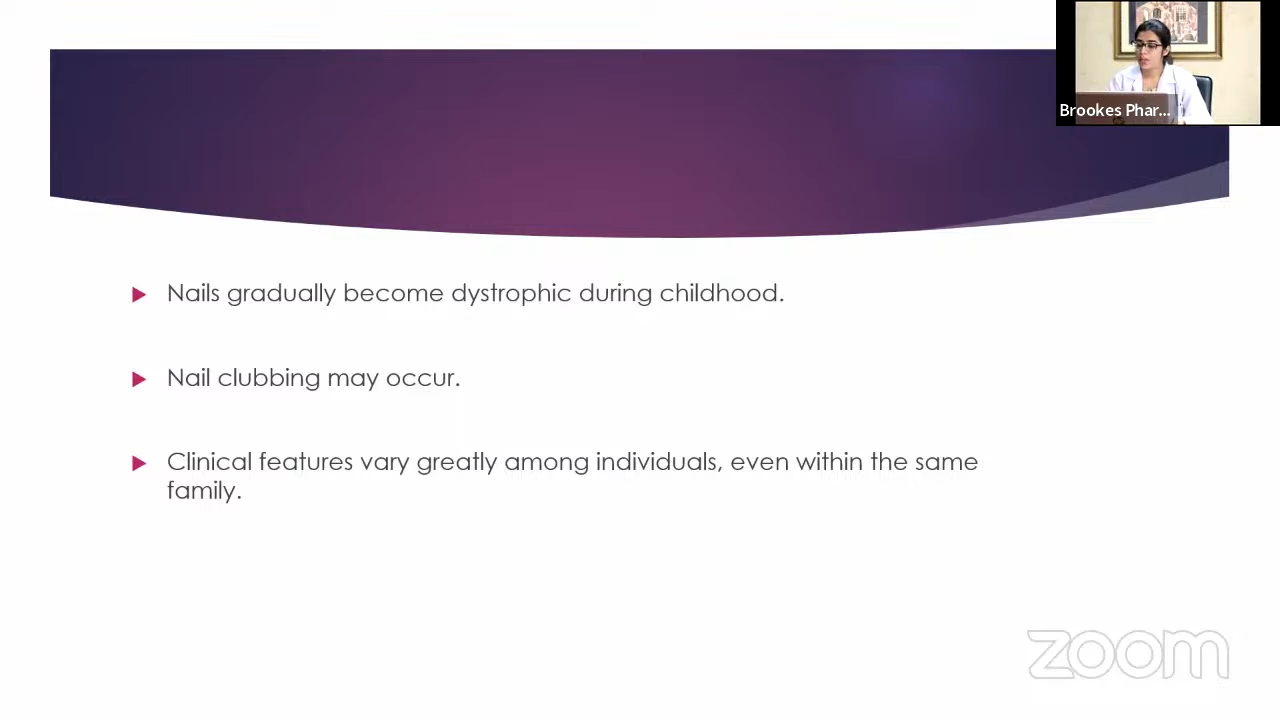 Brookes Phar...
Nails gradually become dystrophic during childhood.
Nail clubbing may occur.
Clinical features vary greatly among individuals, even within the same
family.
zoom